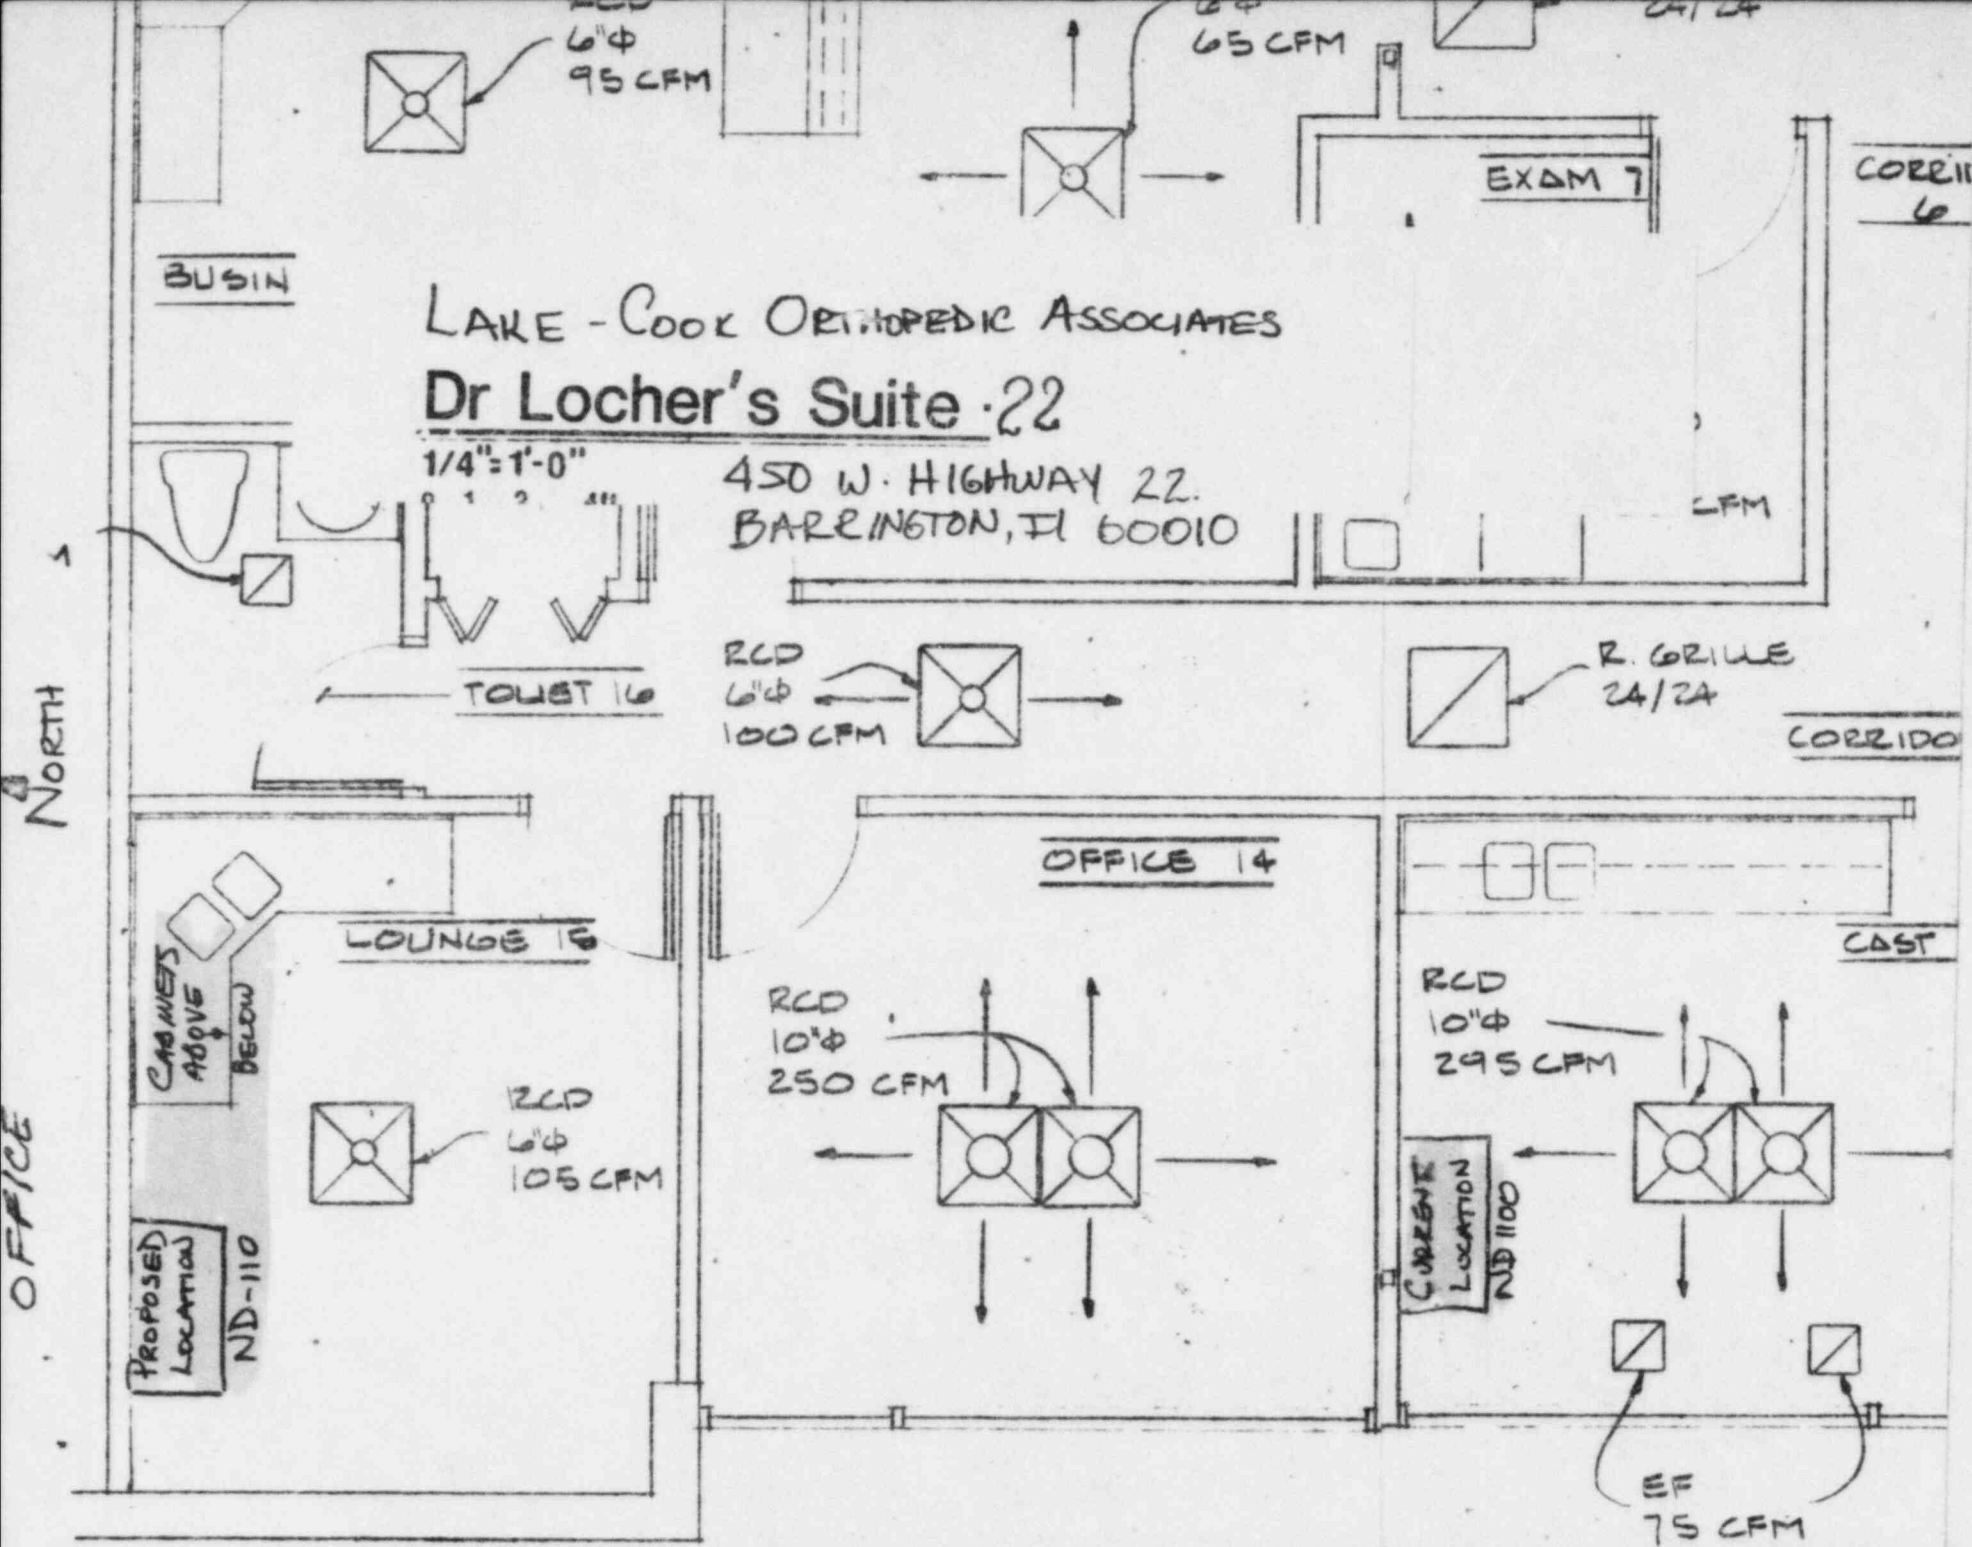 6"Φ
95 CFM
65 CFM
24/24
EXAM 7
CORRI
6
BUSIN
LAKE - COOK ORTHOPEDIC ASSOCIATES
Dr Locher's Suite · 22
1/4"=1'-0"
450 W. HIGHWAY 22.
BARRINGTON, Il 60010
CFM
RCD
6"Φ
100 CFM
R. GRILLE
24/24
TOILET 16
CORRIDO
NORTH
OFFICE 14
LOUNGE 15
CAST
CABINETS
ABOVE &
BELOW
RCD
10"Φ
250 CFM
RCD
10"Φ
295 CFM
RCD
6"Φ
105 CFM
OFFICE
PROPOSED
LOCATION
ND-110
CURRENT
LOCATION
ND 1100
EF
75 CFM